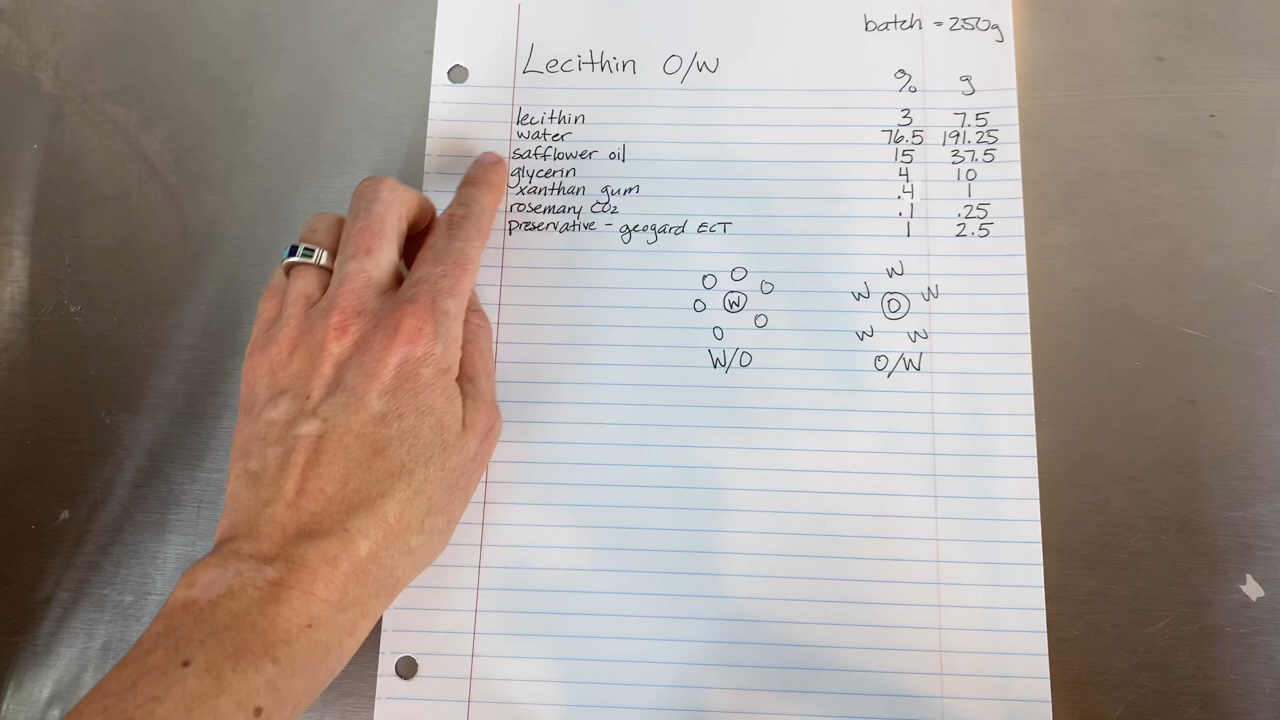 batch = 250g
Lecithin O/W % g
lecithin 3 7.5
water 76.5 191.25
safflower oil 15 37.5
glycerin 4 10
xanthan gum .4 1
rosemary CO2 .1 .25
preservative - geogard ECT 1 2.5
O O O O W O O
W/O
W W W O W W
O/W